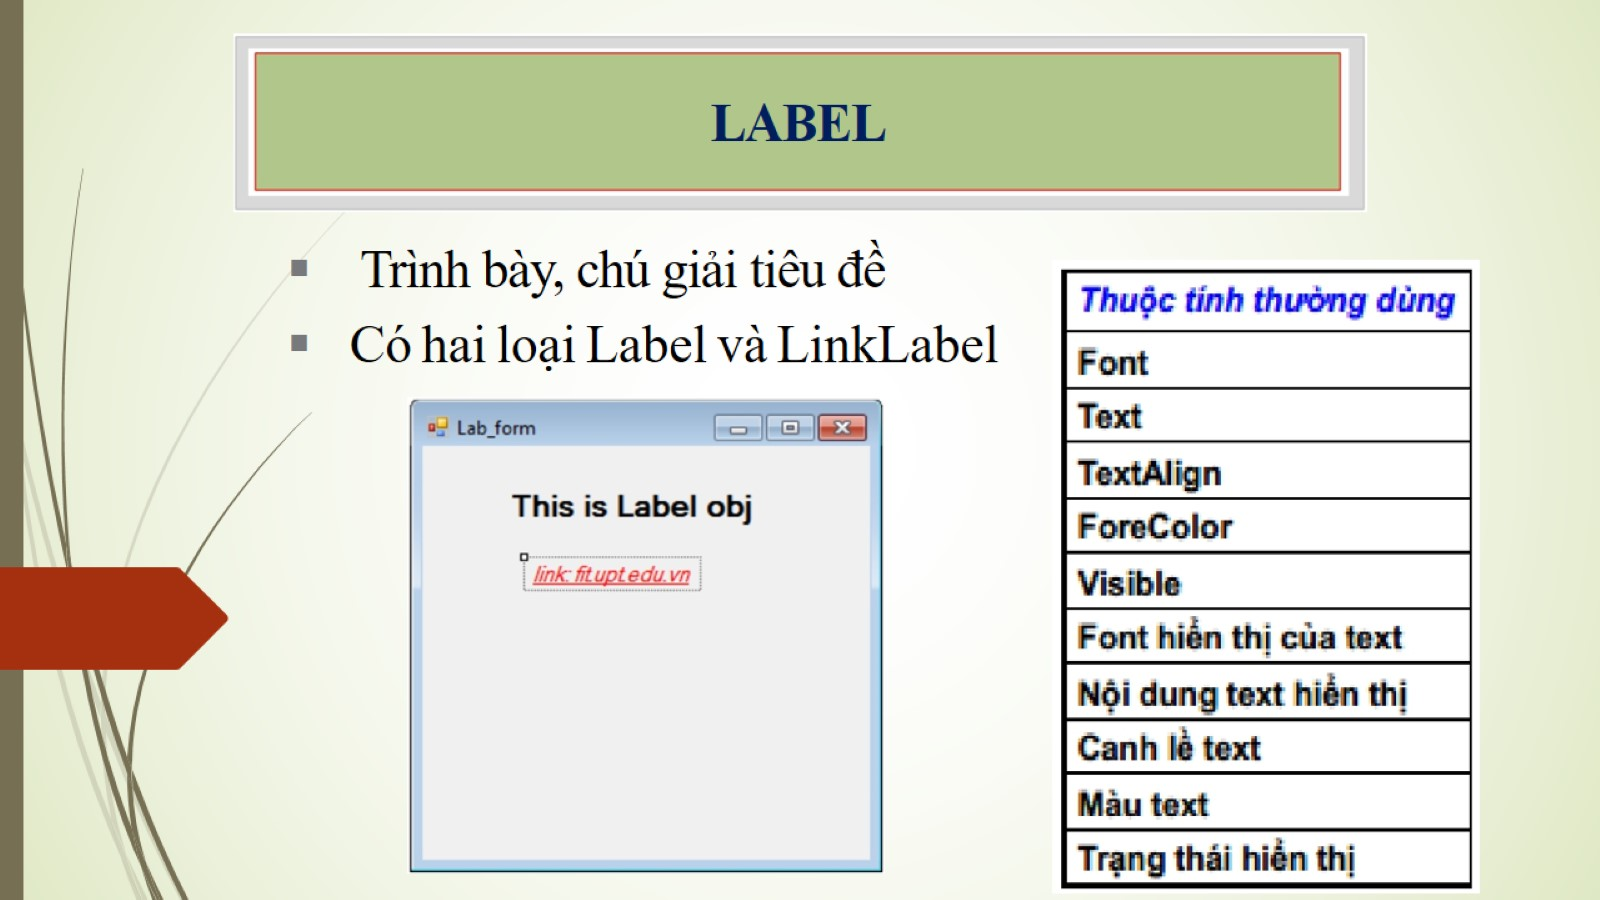 LABEL
Trình bày, chú giải tiêu đề
Có hai loại Label và LinkLabel
Lab_form
This is Label obj
link: fit.upt.edu.vn
Thuộc tính thường dùng
Font
Text
TextAlign
ForeColor
Visible
Font hiển thị của text
Nội dung text hiển thị
Canh lề text
Màu text
Trạng thái hiển thị